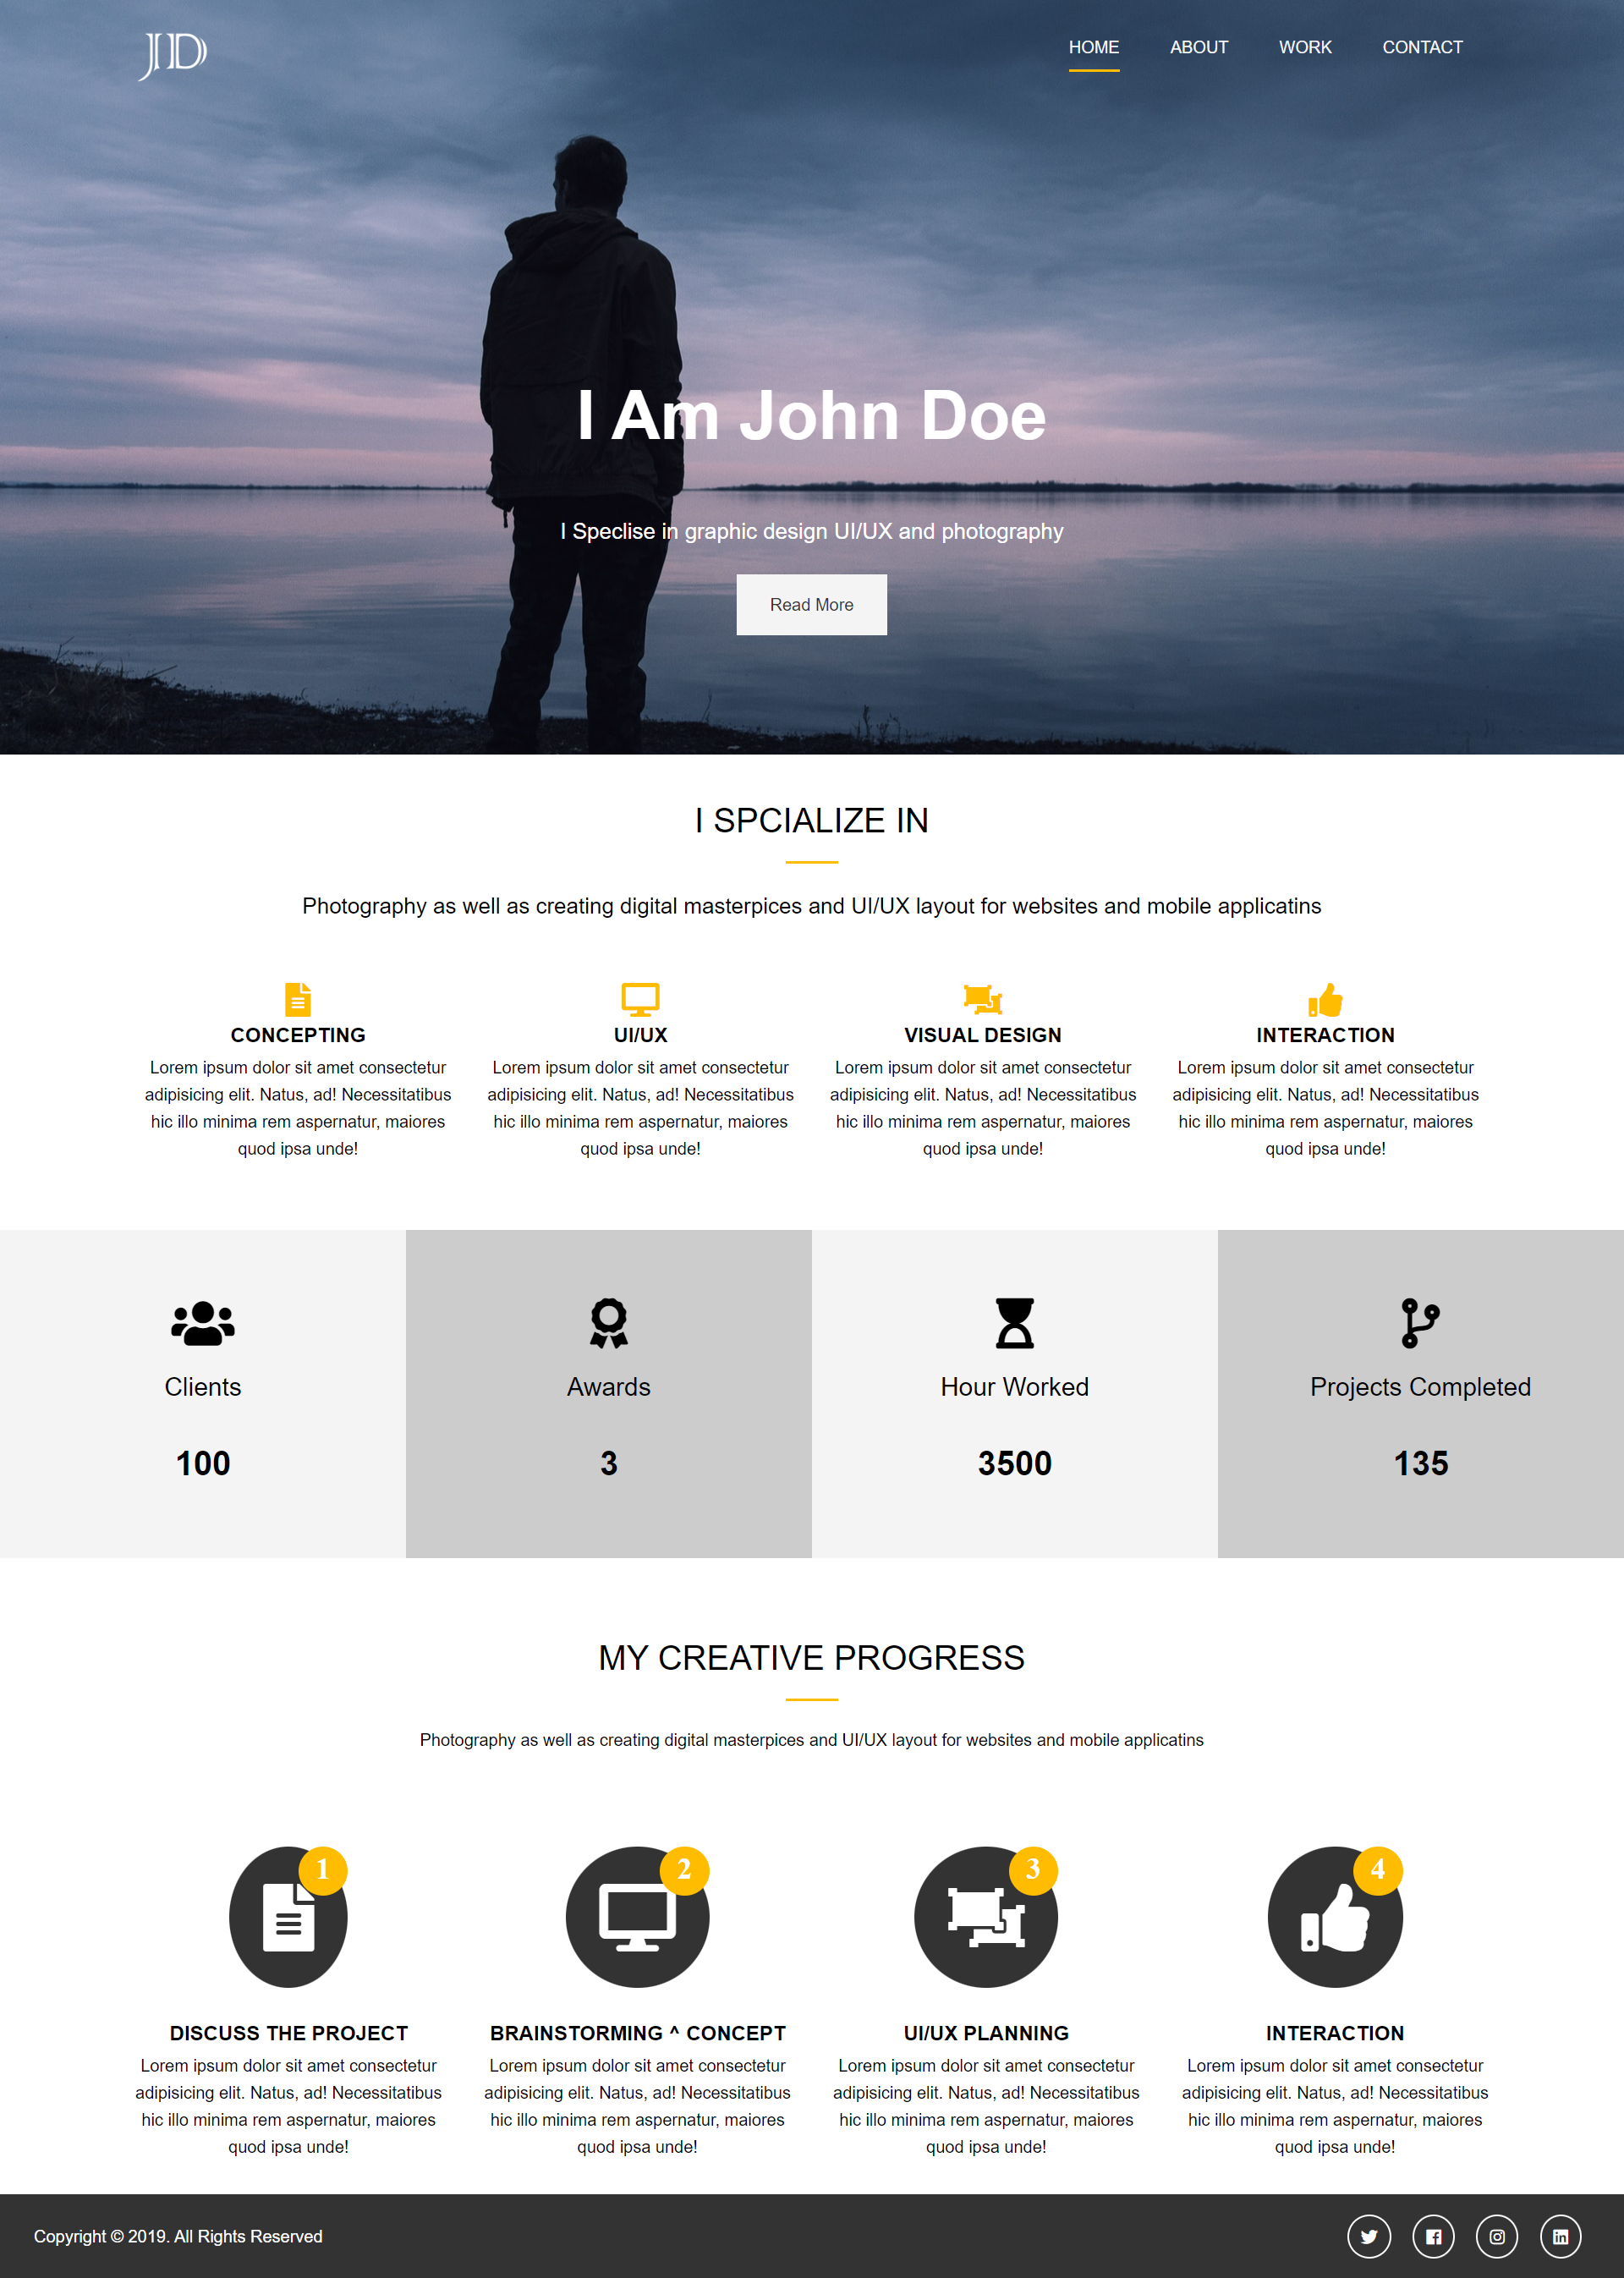 JD
HOME ABOUT WORK CONTACT
I Am John Doe
I Speclise in graphic design UI/UX and photography
Read More
I SPCIALIZE IN
Photography as well as creating digital masterpices and UI/UX layout for websites and mobile applicatins
CONCEPTING
Lorem ipsum dolor sit amet consectetur
adipisicing elit. Natus, ad! Necessitatibus
hic illo minima rem aspernatur, maiores
quod ipsa unde!
UI/UX
Lorem ipsum dolor sit amet consectetur
adipisicing elit. Natus, ad! Necessitatibus
hic illo minima rem aspernatur, maiores
quod ipsa unde!
VISUAL DESIGN
Lorem ipsum dolor sit amet consectetur
adipisicing elit. Natus, ad! Necessitatibus
hic illo minima rem aspernatur, maiores
quod ipsa unde!
INTERACTION
Lorem ipsum dolor sit amet consectetur
adipisicing elit. Natus, ad! Necessitatibus
hic illo minima rem aspernatur, maiores
quod ipsa unde!
Clients
100
Awards
3
Hour Worked
3500
Projects Completed
135
MY CREATIVE PROGRESS
Photography as well as creating digital masterpices and UI/UX layout for websites and mobile applicatins
1
DISCUSS THE PROJECT
Lorem ipsum dolor sit amet consectetur
adipisicing elit. Natus, ad! Necessitatibus
hic illo minima rem aspernatur, maiores
quod ipsa unde!
2
BRAINSTORMING ^ CONCEPT
Lorem ipsum dolor sit amet consectetur
adipisicing elit. Natus, ad! Necessitatibus
hic illo minima rem aspernatur, maiores
quod ipsa unde!
3
UI/UX PLANNING
Lorem ipsum dolor sit amet consectetur
adipisicing elit. Natus, ad! Necessitatibus
hic illo minima rem aspernatur, maiores
quod ipsa unde!
4
INTERACTION
Lorem ipsum dolor sit amet consectetur
adipisicing elit. Natus, ad! Necessitatibus
hic illo minima rem aspernatur, maiores
quod ipsa unde!
Copyright © 2019. All Rights Reserved